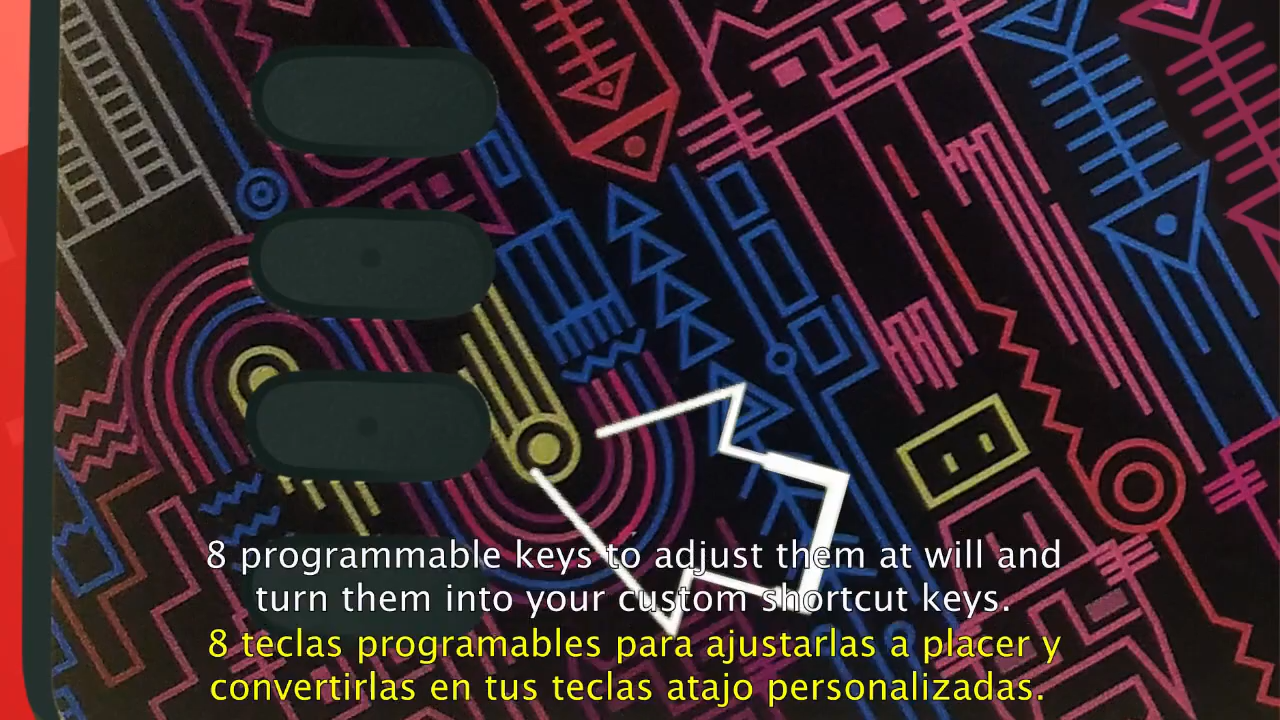 8 programmable keys to adjust them at will and
turn them into your custom shortcut keys.
8 teclas programables para ajustarlas a placer y
convertirlas en tus teclas atajo personalizadas.